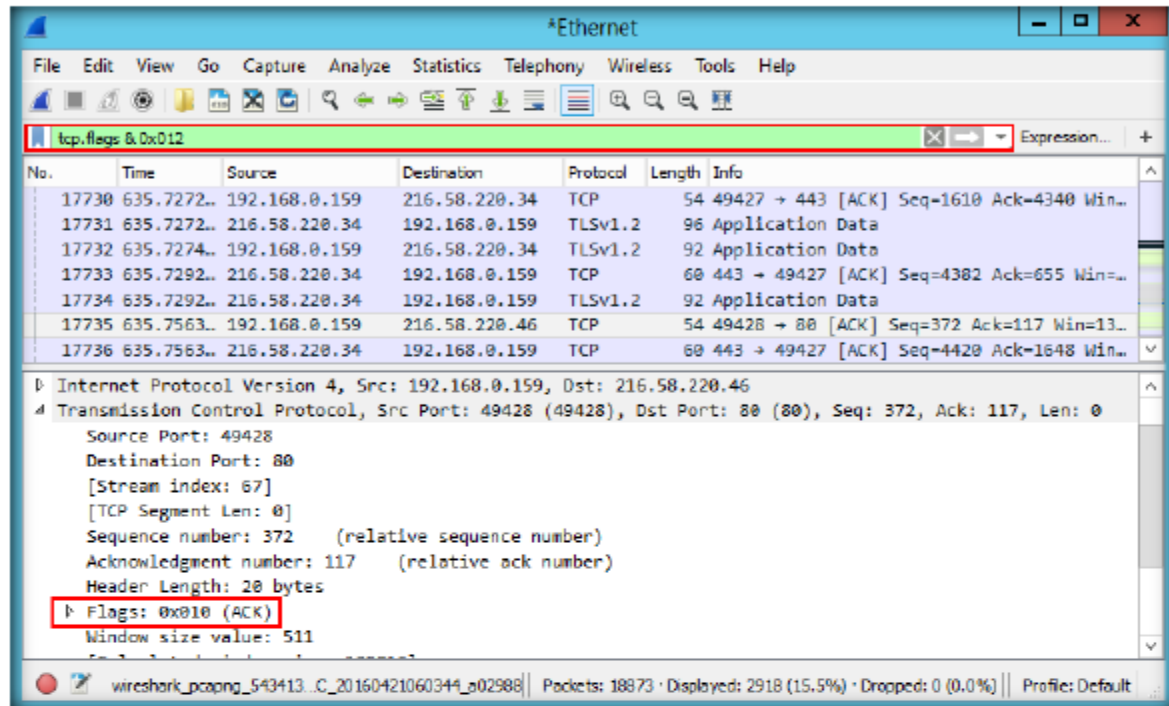 *Ethernet
File Edit View Go Capture Analyze Statistics Telephony Wireless Tools Help
tcp.flags & 0x012 Expression... +
No. Time Source Destination Protocol Length Info
17730 635.7272… 192.168.0.159 216.58.220.34 TCP 54 49427 → 443 [ACK] Seq=1610 Ack=4340 Win…
17731 635.7272… 216.58.220.34 192.168.0.159 TLSv1.2 96 Application Data
17732 635.7274… 192.168.0.159 216.58.220.34 TLSv1.2 92 Application Data
17733 635.7292… 216.58.220.34 192.168.0.159 TCP 60 443 → 49427 [ACK] Seq=4382 Ack=655 Win=…
17734 635.7292… 216.58.220.34 192.168.0.159 TLSv1.2 92 Application Data
17735 635.7563… 192.168.0.159 216.58.220.46 TCP 54 49428 → 80 [ACK] Seq=372 Ack=117 Win=13…
17736 635.7563… 216.58.220.34 192.168.0.159 TCP 60 443 → 49427 [ACK] Seq=4420 Ack=1648 Win…
Internet Protocol Version 4, Src: 192.168.0.159, Dst: 216.58.220.46
Transmission Control Protocol, Src Port: 49428 (49428), Dst Port: 80 (80), Seq: 372, Ack: 117, Len: 0
Source Port: 49428
Destination Port: 80
[Stream index: 67]
[TCP Segment Len: 0]
Sequence number: 372 (relative sequence number)
Acknowledgment number: 117 (relative ack number)
Header Length: 20 bytes
Flags: 0x010 (ACK)
Window size value: 511
wireshark_pcapng_543413...C_20160421060344_a02988 Packets: 18873 · Displayed: 2918 (15.5%) · Dropped: 0 (0.0%) Profile: Default